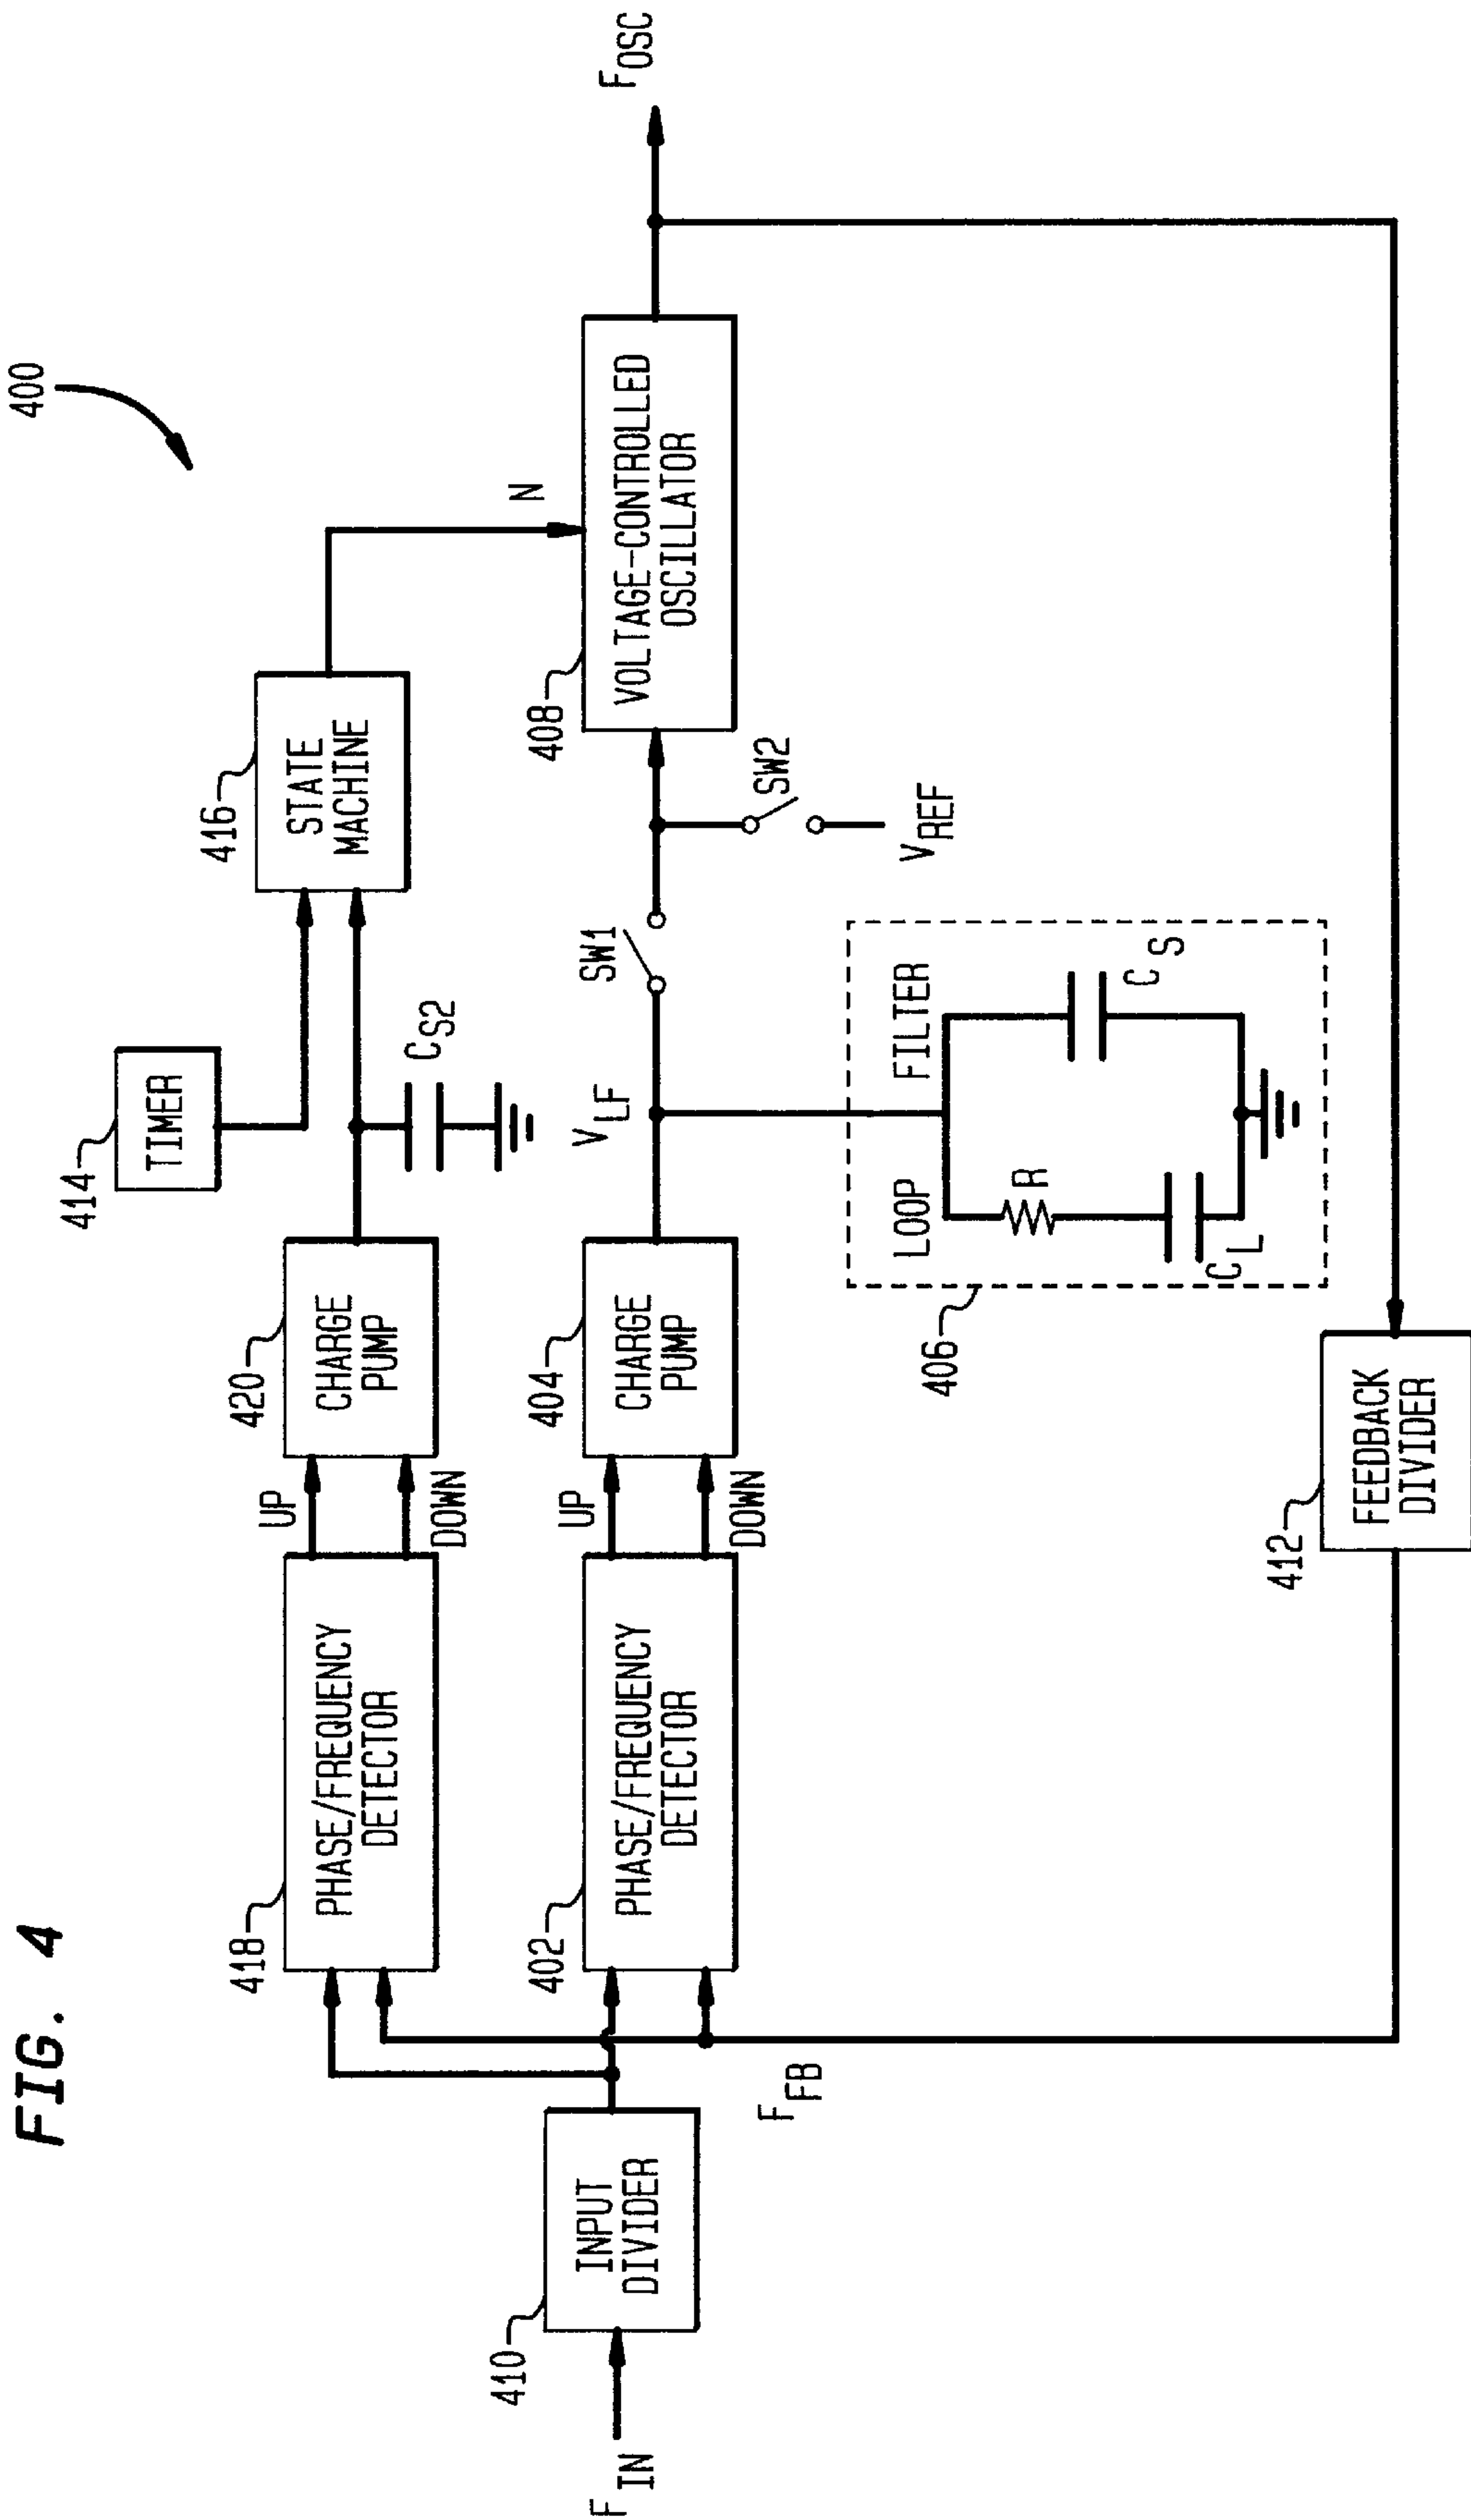 FIG. 4
400
414
TIMER
416
STATE
MACHINE
418
PHASE/FREQUENCY
DETECTOR
UP
DOWN
420
CHARGE
PUMP
C_S2
N
F_IN
410
INPUT
DIVIDER
F_FB
402
PHASE/FREQUENCY
DETECTOR
UP
DOWN
404
CHARGE
PUMP
V_LF
SW1
SW2
V_REF
408
VOLTAGE-CONTROLLED
OSCILLATOR
F_OSC
406
LOOP FILTER
R
C_L
C_S
412
FEEDBACK
DIVIDER